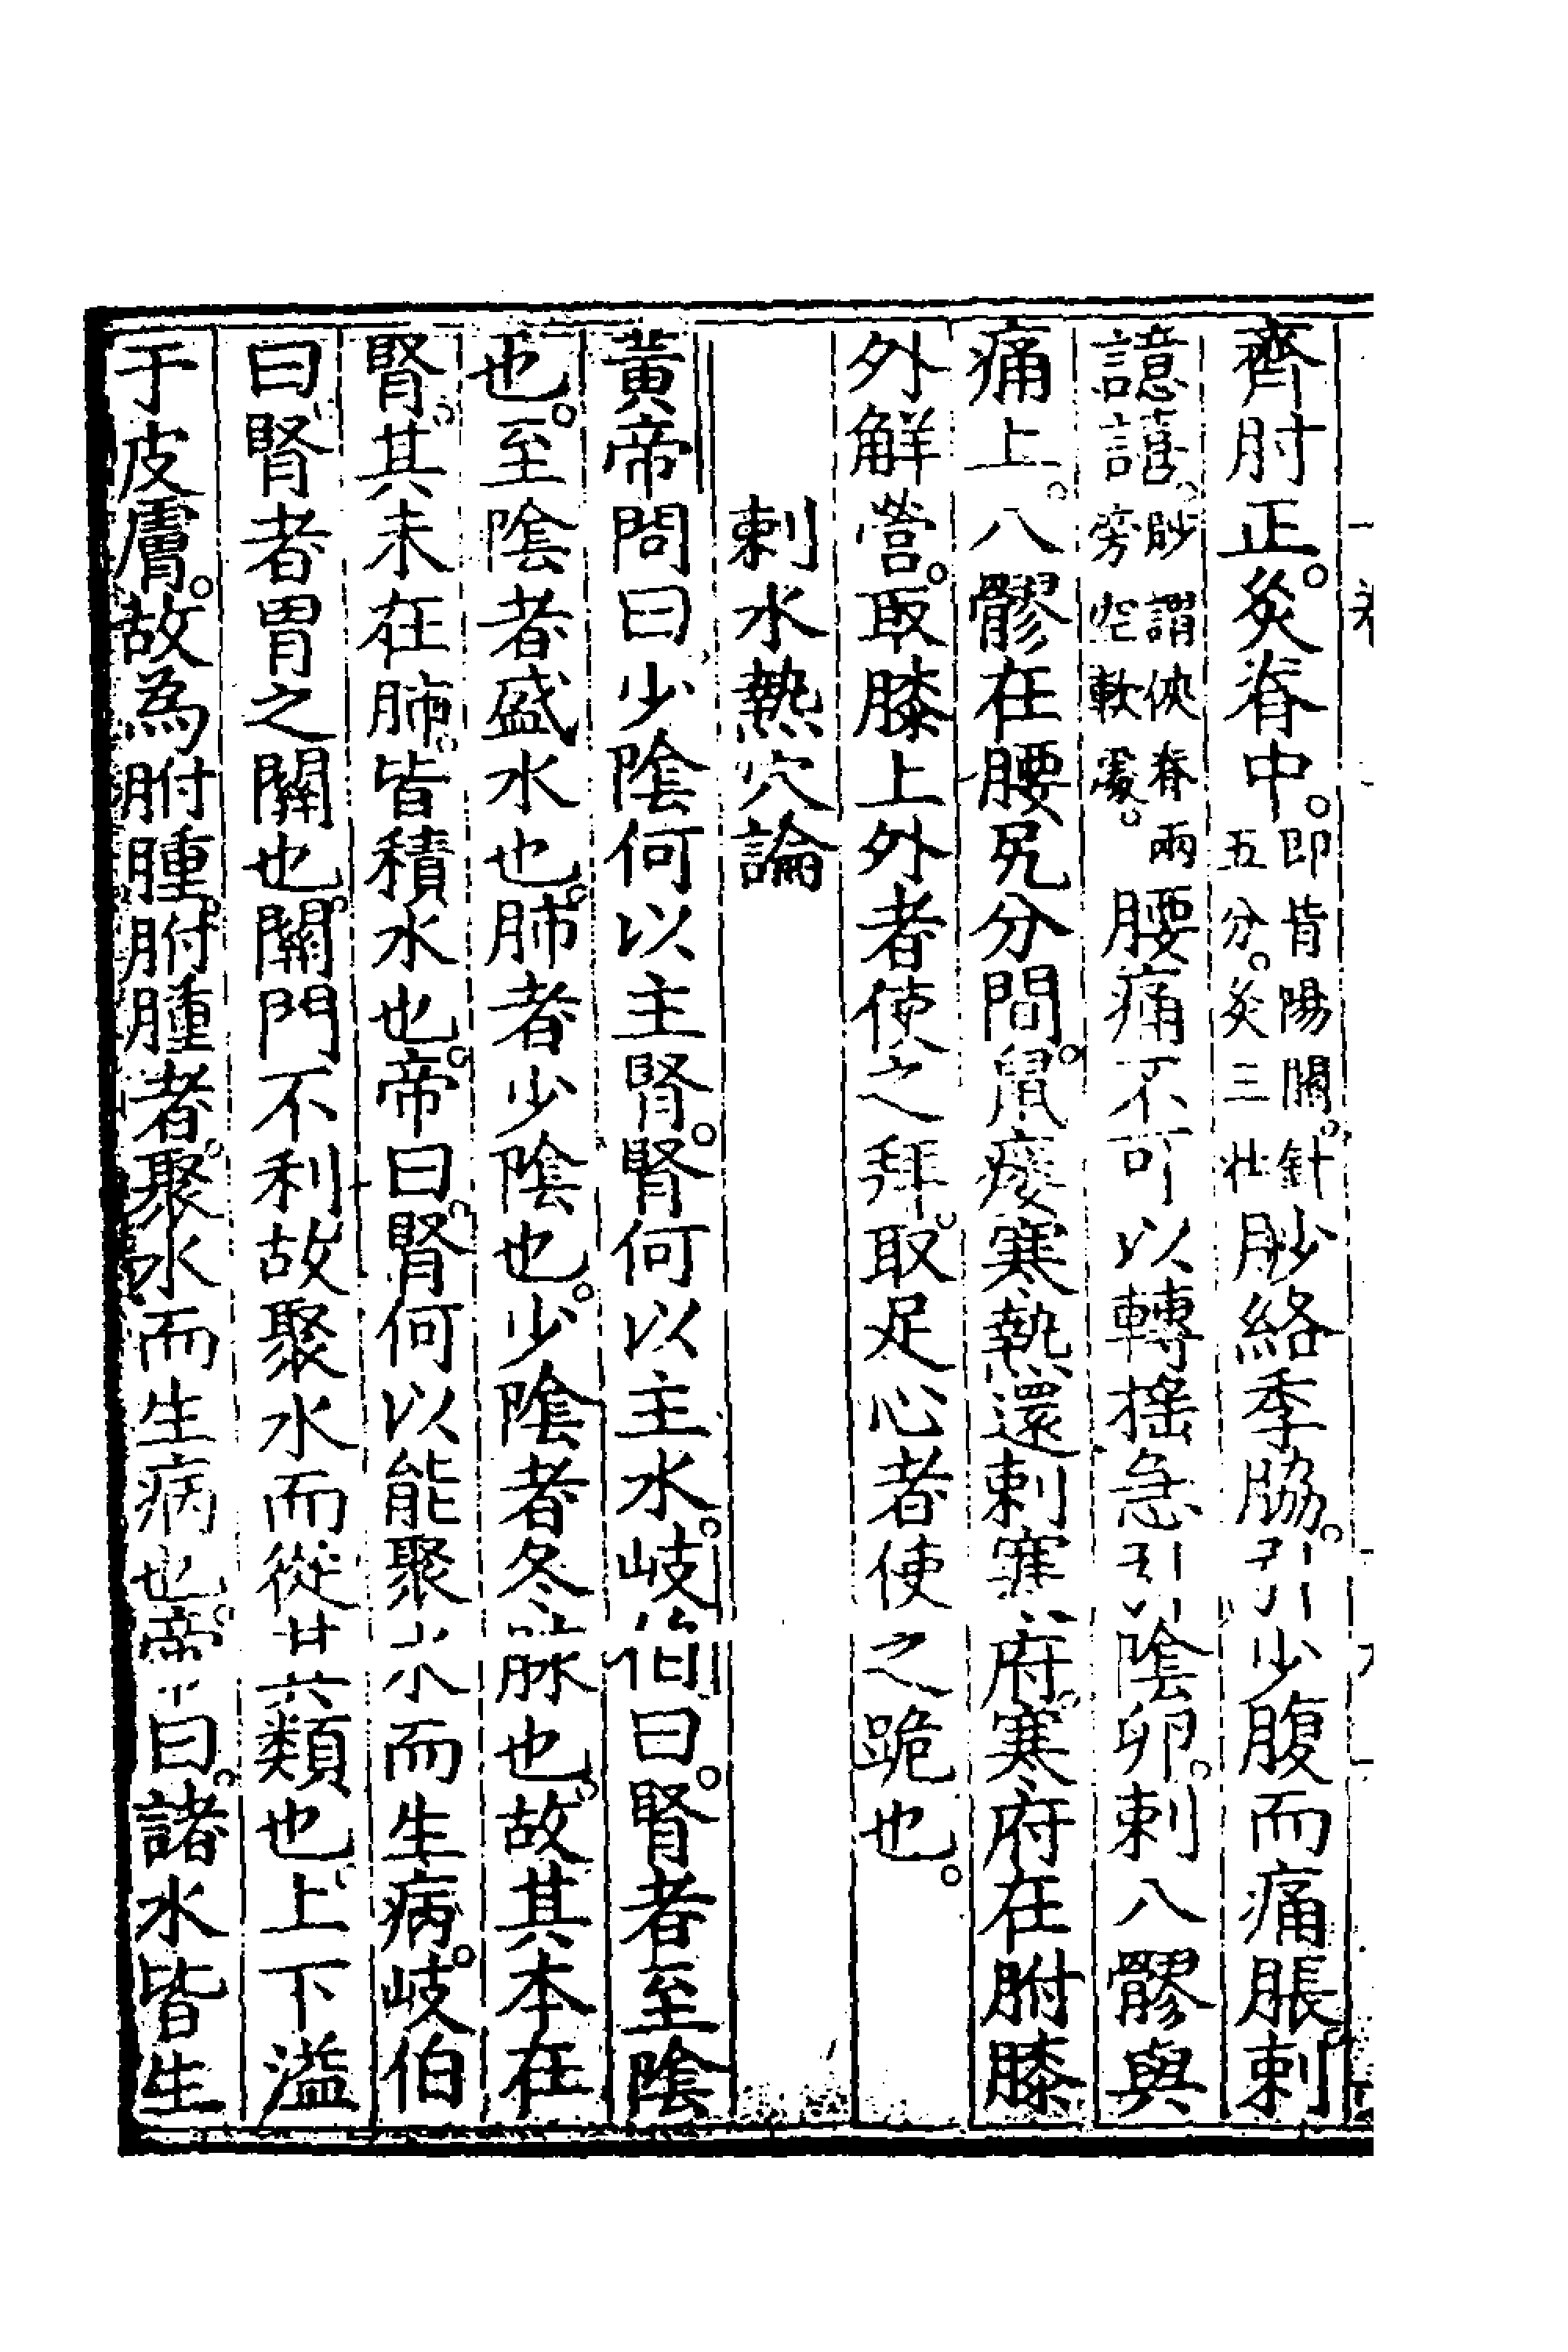 齊肘正。灸脊中。即背陽關。針五分。灸三壯䏚絡季脇。引少腹而痛脹。刺
譩譆。䏚謂俠脊兩旁空軟處。腰痛不可以轉搖急引陰卵。刺八髎與
痛上。八髎在腰尻分間。鼠瘻寒熱還刺寒府。寒府在胕膝
外解營。取膝上外者使之拜。取足心者使之跪也。
刺水熱穴論
黃帝問曰少陰何以主腎。腎何以主水。岐伯曰。腎者至陰
也。至陰者盛水也。肺者少陰也。少陰者冬脉也。故其本在
腎。其末在肺。皆積水也。帝曰。腎何以能聚水而生病。岐伯
曰腎者胃之關也。關門不利故聚水而從其類也。上下溢
于皮膚。故為胕腫。胕腫者。聚水而生病也。帝曰。諸水皆生